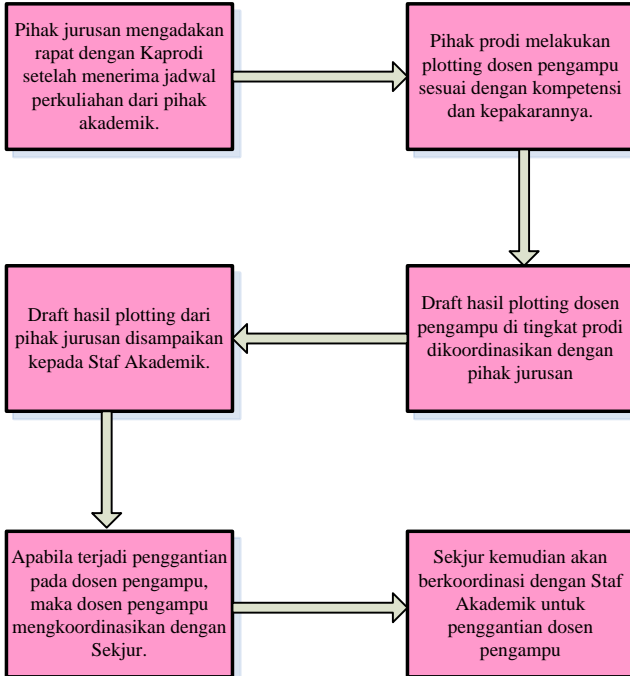 Pihak jurusan mengadakan
rapat dengan Kaprodi
setelah menerima jadwal
perkuliahan dari pihak
akademik.
Pihak prodi melakukan
plotting dosen pengampu
sesuai dengan kompetensi
dan kepakarannya.
Draft hasil plotting dosen
pengampu di tingkat prodi
dikoordinasikan dengan
pihak jurusan
Draft hasil plotting dari
pihak jurusan disampaikan
kepada Staf Akademik.
Apabila terjadi penggantian
pada dosen pengampu,
maka dosen pengampu
mengkoordinasikan dengan
Sekjur.
Sekjur kemudian akan
berkoordinasi dengan Staf
Akademik untuk
penggantian dosen
pengampu